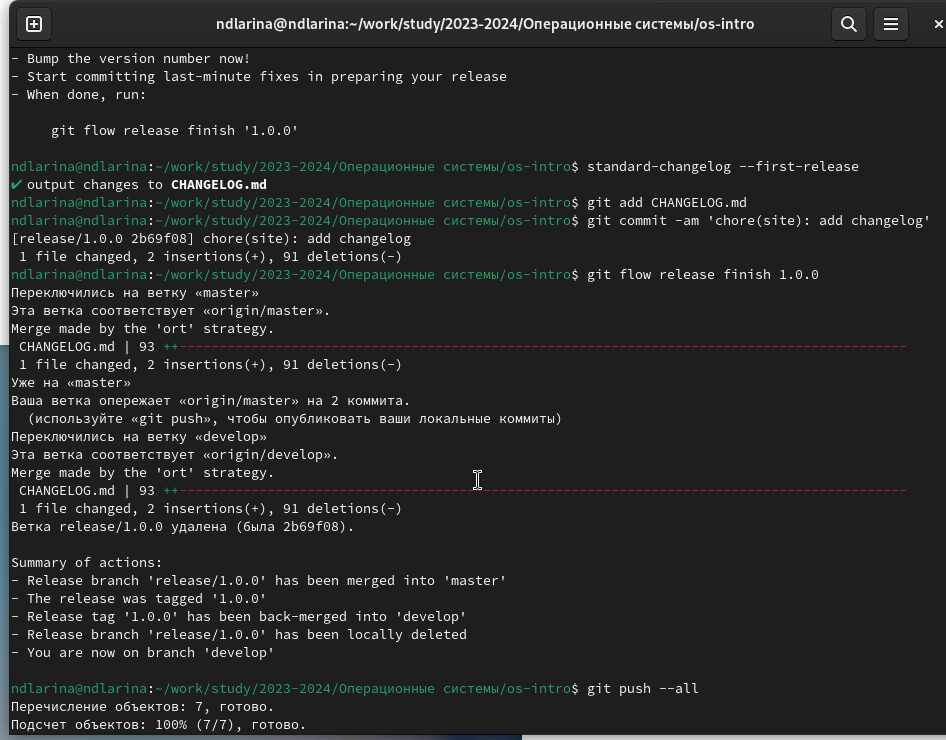 ndlarina@ndlarina:~/work/study/2023-2024/Операционные системы/os-intro
- Bump the version number now!
- Start committing last-minute fixes in preparing your release
- When done, run:
git flow release finish '1.0.0'
ndlarina@ndlarina:~/work/study/2023-2024/Операционные системы/os-intro$ standard-changelog --first-release
✔ output changes to CHANGELOG.md
ndlarina@ndlarina:~/work/study/2023-2024/Операционные системы/os-intro$ git add CHANGELOG.md
ndlarina@ndlarina:~/work/study/2023-2024/Операционные системы/os-intro$ git commit -am 'chore(site): add changelog'
[release/1.0.0 2b69f08] chore(site): add changelog
1 file changed, 2 insertions(+), 91 deletions(-)
ndlarina@ndlarina:~/work/study/2023-2024/Операционные системы/os-intro$ git flow release finish 1.0.0
Переключились на ветку «master»
Эта ветка соответствует «origin/master».
Merge made by the 'ort' strategy.
CHANGELOG.md | 93 ++-------------------------------------------------------------------------------------------
1 file changed, 2 insertions(+), 91 deletions(-)
Уже на «master»
Ваша ветка опережает «origin/master» на 2 коммита.
(используйте «git push», чтобы опубликовать ваши локальные коммиты)
Переключились на ветку «develop»
Эта ветка соответствует «origin/develop».
Merge made by the 'ort' strategy.
CHANGELOG.md | 93 ++-------------------------------------------------------------------------------------------
1 file changed, 2 insertions(+), 91 deletions(-)
Ветка release/1.0.0 удалена (была 2b69f08).
Summary of actions:
- Release branch 'release/1.0.0' has been merged into 'master'
- The release was tagged '1.0.0'
- Release tag '1.0.0' has been back-merged into 'develop'
- Release branch 'release/1.0.0' has been locally deleted
- You are now on branch 'develop'
ndlarina@ndlarina:~/work/study/2023-2024/Операционные системы/os-intro$ git push --all
Перечисление объектов: 7, готово.
Подсчет объектов: 100% (7/7), готово.